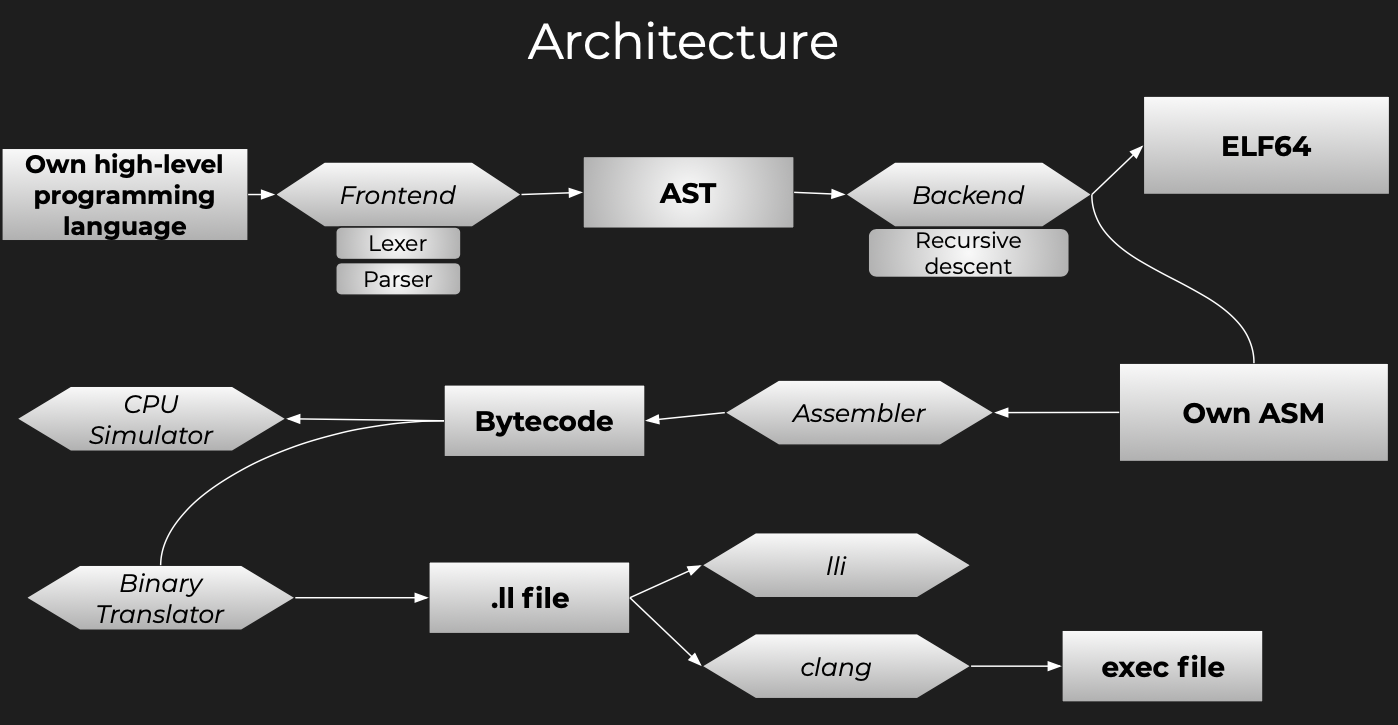 Architecture
Own high-level
programming
language
Frontend
Lexer
Parser
AST
Backend
Recursive
descent
ELF64
CPU
Simulator
Bytecode
Assembler
Own ASM
Binary
Translator
.ll file
lli
clang
exec file